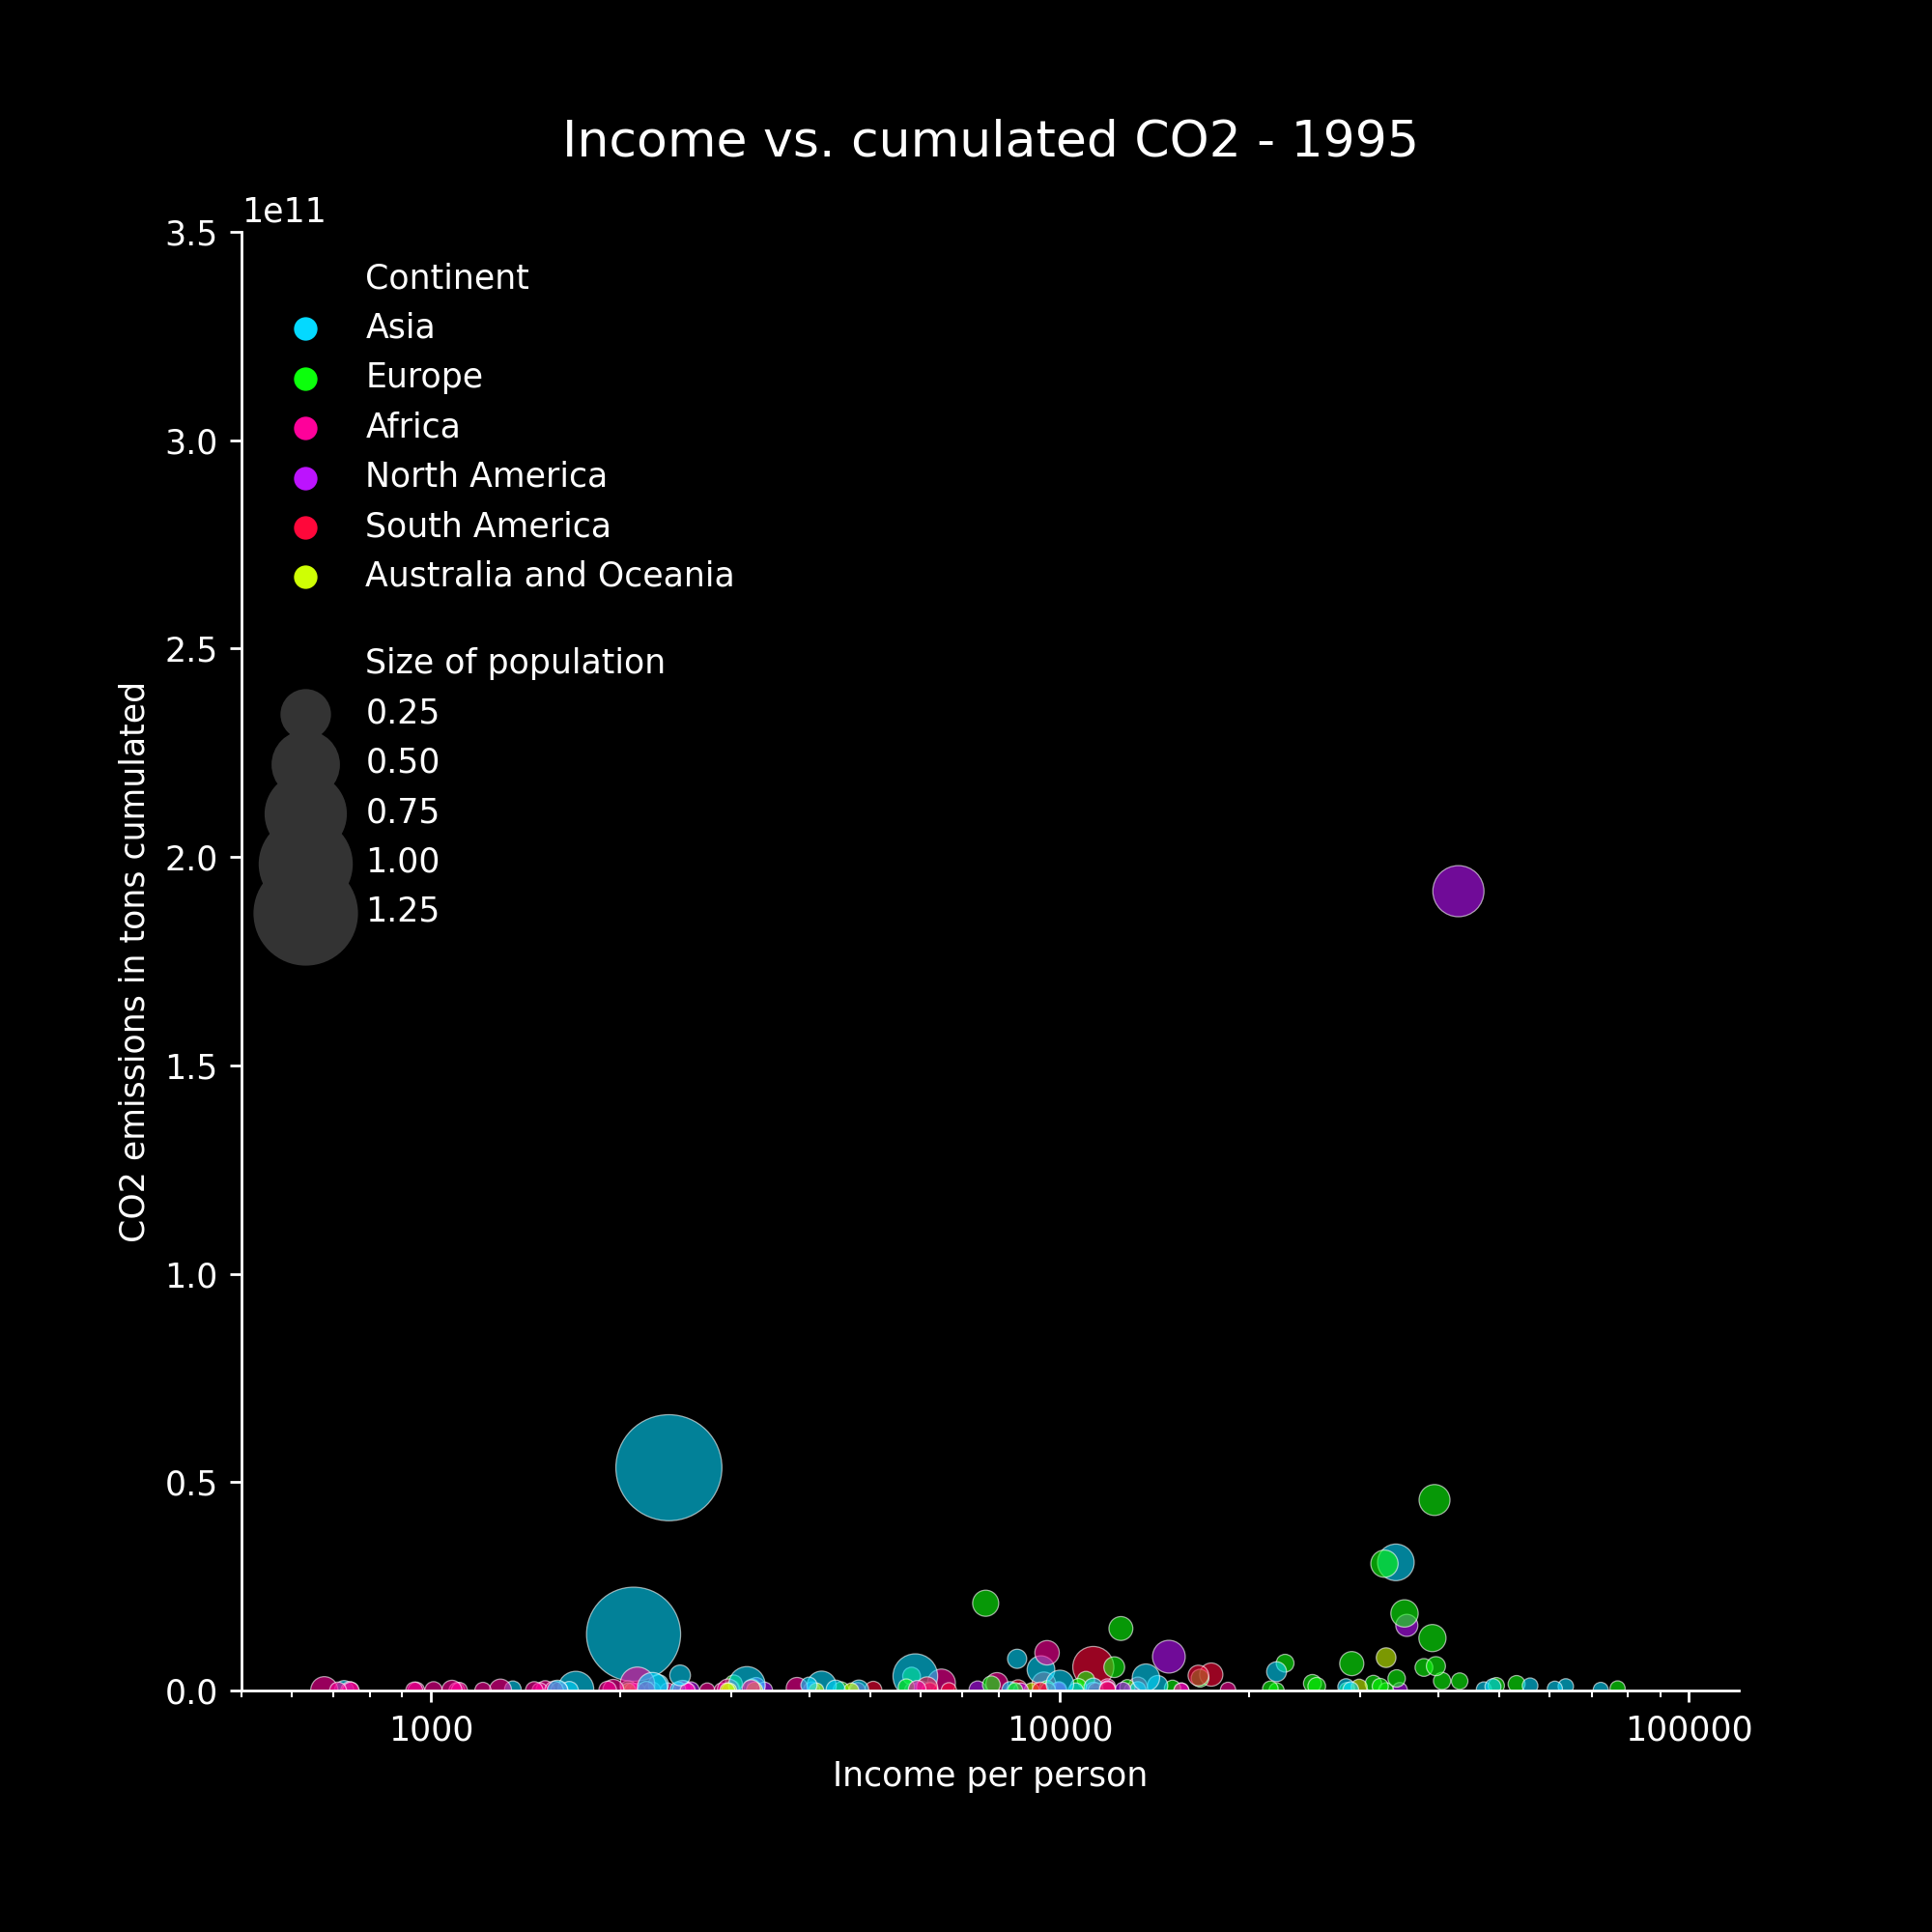 Income vs. cumulated CO2 - 1995
1e11
3.5
3.0
2.5
2.0
1.5
1.0
0.5
0.0
CO2 emissions in tons cumulated
Continent
Asia
Europe
Africa
North America
South America
Australia and Oceania
Size of population
0.25
0.50
0.75
1.00
1.25
1000
10000
100000
Income per person